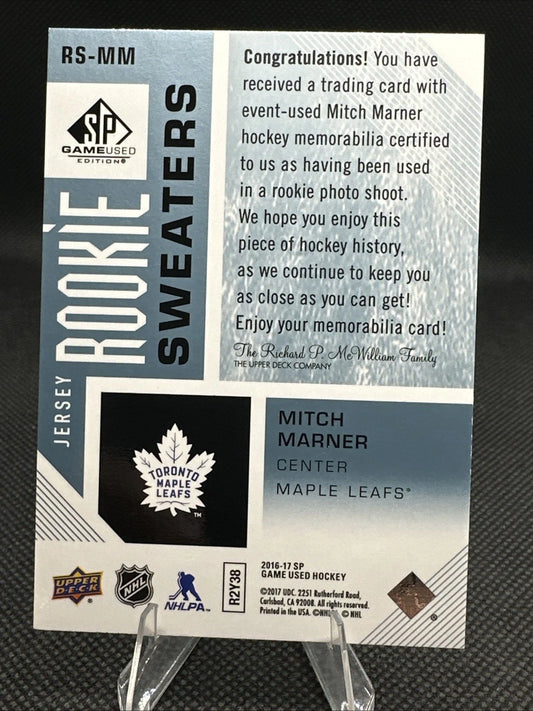 RS-MM
SP
GAMEUSED
EDITION®
JERSEY
ROOKIE
SWEATERS
Congratulations! You have
received a trading card with
event-used Mitch Marner
hockey memorabilia certified
to us as having been used
in a rookie photo shoot.
We hope you enjoy this
piece of hockey history,
as we continue to keep you
as close as you can get!
Enjoy your memorabilia card!
The Richard P. McWilliam Family
THE UPPER DECK COMPANY
TORONTO
MAPLE
LEAFS
™
MITCH
MARNER
CENTER
MAPLE LEAFS®
UPPER
DECK
®
NHL
NHLPA
R2Y38
2016-17 SP
GAME USED HOCKEY
©2017 UDC. 2251 Rutherford Road,
Carlsbad, CA 92008. All rights reserved.
Printed in the USA. ©NHLPA © NHL
®